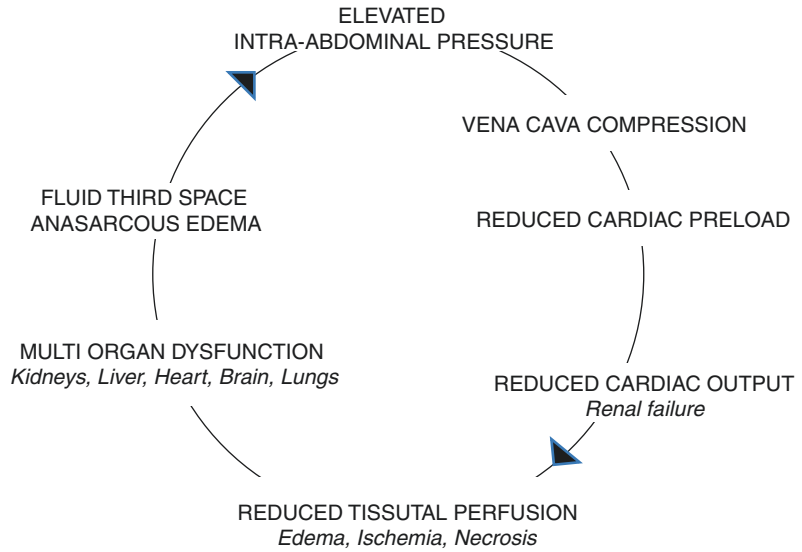 ELEVATED
INTRA-ABDOMINAL PRESSURE
VENA CAVA COMPRESSION
REDUCED CARDIAC PRELOAD
REDUCED CARDIAC OUTPUT
Renal failure
REDUCED TISSUTAL PERFUSION
Edema, Ischemia, Necrosis
MULTI ORGAN DYSFUNCTION
Kidneys, Liver, Heart, Brain, Lungs
FLUID THIRD SPACE
ANASARCOUS EDEMA